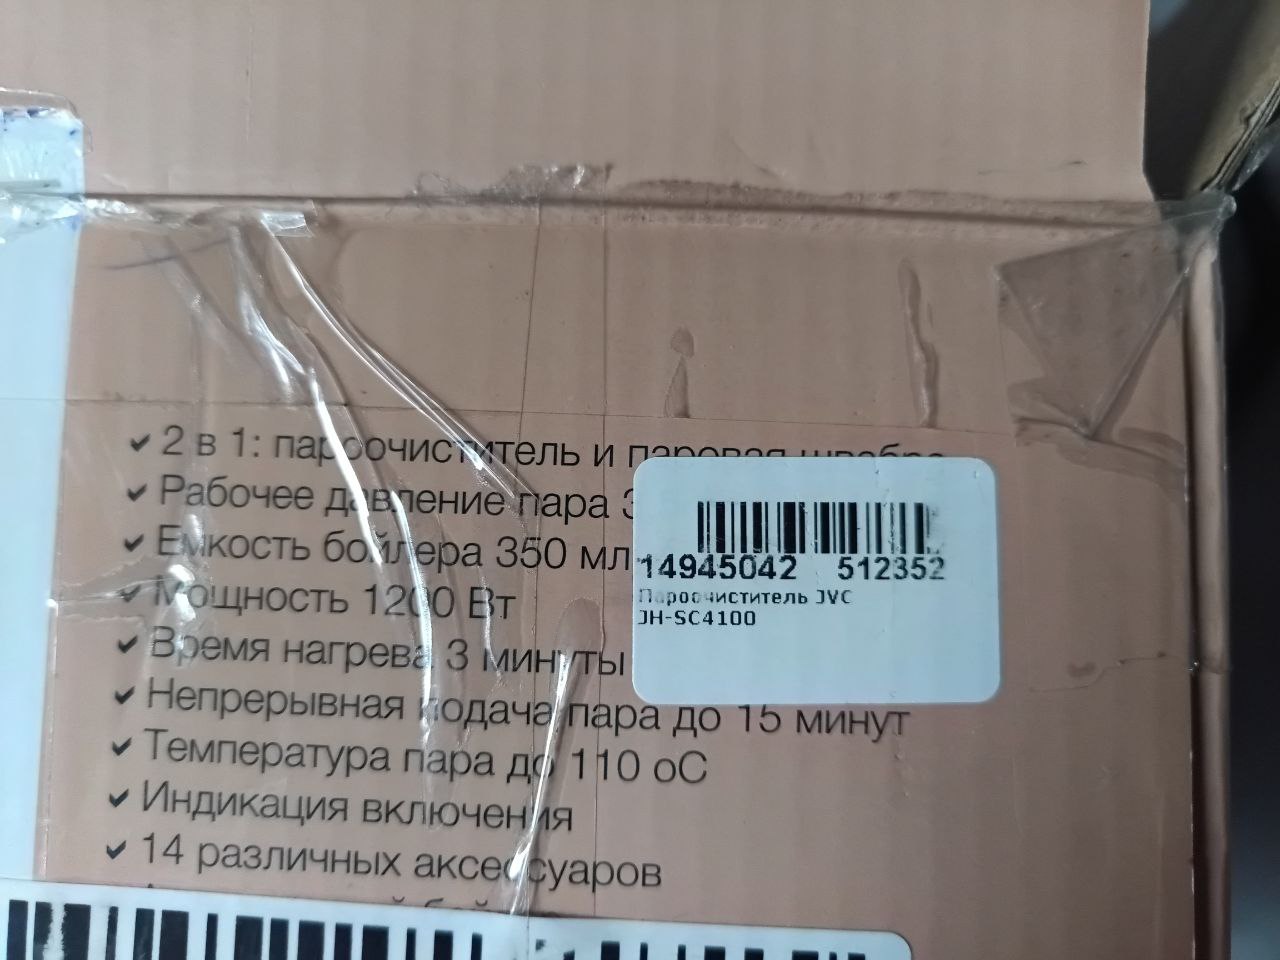 2 в 1: пароочиститель и паровая швабра
Рабочее давление пара 3
Емкость бойлера 350 мл
Мощность 1200 Вт
Время нагрева 3 минуты
Непрерывная подача пара до 15 минут
Температура пара до 110 оС
Индикация включения
14 различных аксессуаров
14945042 512352
Пароочиститель JVC
JH-SC4100